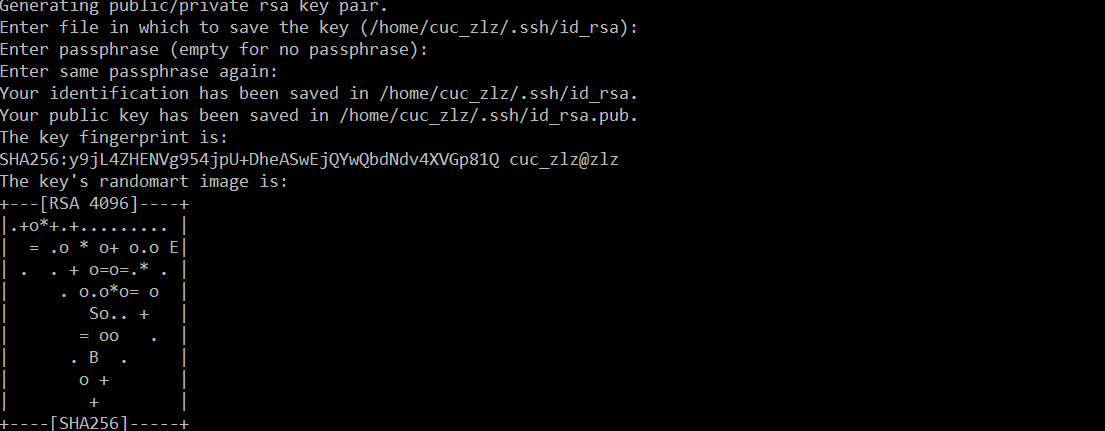 Generating public/private rsa key pair.
Enter file in which to save the key (/home/cuc_zlz/.ssh/id_rsa):
Enter passphrase (empty for no passphrase):
Enter same passphrase again:
Your identification has been saved in /home/cuc_zlz/.ssh/id_rsa.
Your public key has been saved in /home/cuc_zlz/.ssh/id_rsa.pub.
The key fingerprint is:
SHA256:y9jL4ZHENVg954jpU+DheASwEjQYwQbdNdv4XVGp81Q cuc_zlz@zlz
The key's randomart image is:
+---[RSA 4096]----+
|.+o*+.+......... |
|  = .o * o+ o.o E|
| .  . + o=o=.* . |
|     . o.o*o= o  |
|        So.. +   |
|       = oo   .  |
|      . B  .     |
|       o +       |
|        +        |
+----[SHA256]-----+